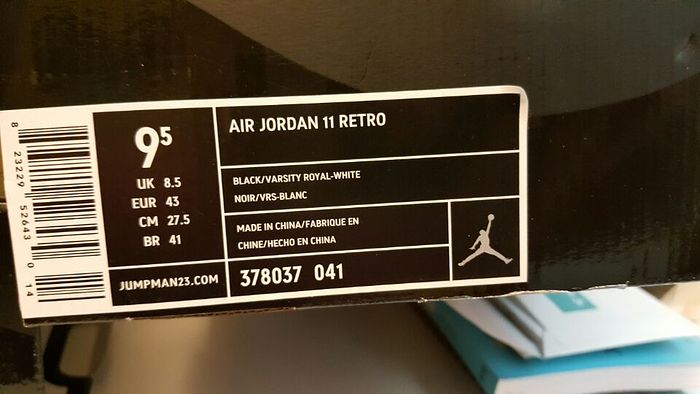 8 23229 52643 0 14
9⁵
UK 8.5
EUR 43
CM 27.5
BR 41
JUMPMAN23.COM
AIR JORDAN 11 RETRO
BLACK/VARSITY ROYAL-WHITE
NOIR/VRS-BLANC
MADE IN CHINA/FABRIQUE EN
CHINE/HECHO EN CHINA
378037 041